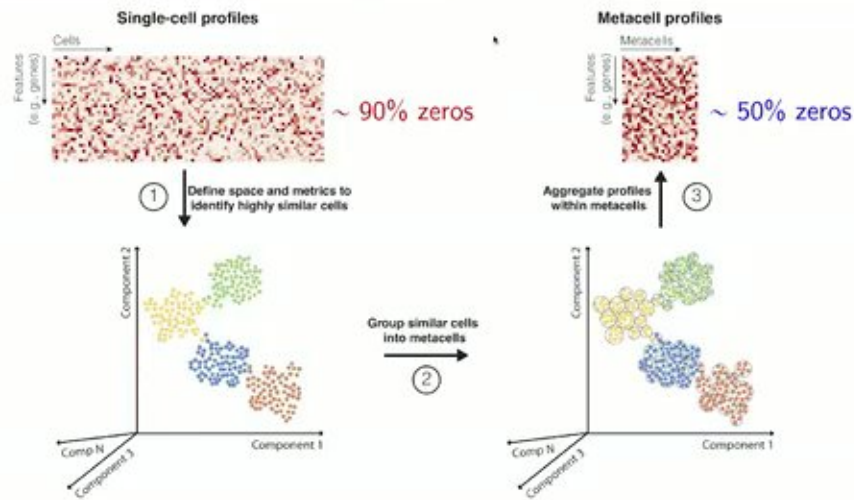 Single-cell profiles
Cells
Features
(e.g., genes)
~ 90% zeros
Metacell profiles
Metacells
Features
(e.g., genes)
~ 50% zeros
1
Define space and metrics to
identify highly similar cells
Aggregate profiles
within metacells
3
Component 2
Comp N
Component 3
Component 1
Group similar cells
into metacells
2
Component 2
Comp N
Component 3
Component 1